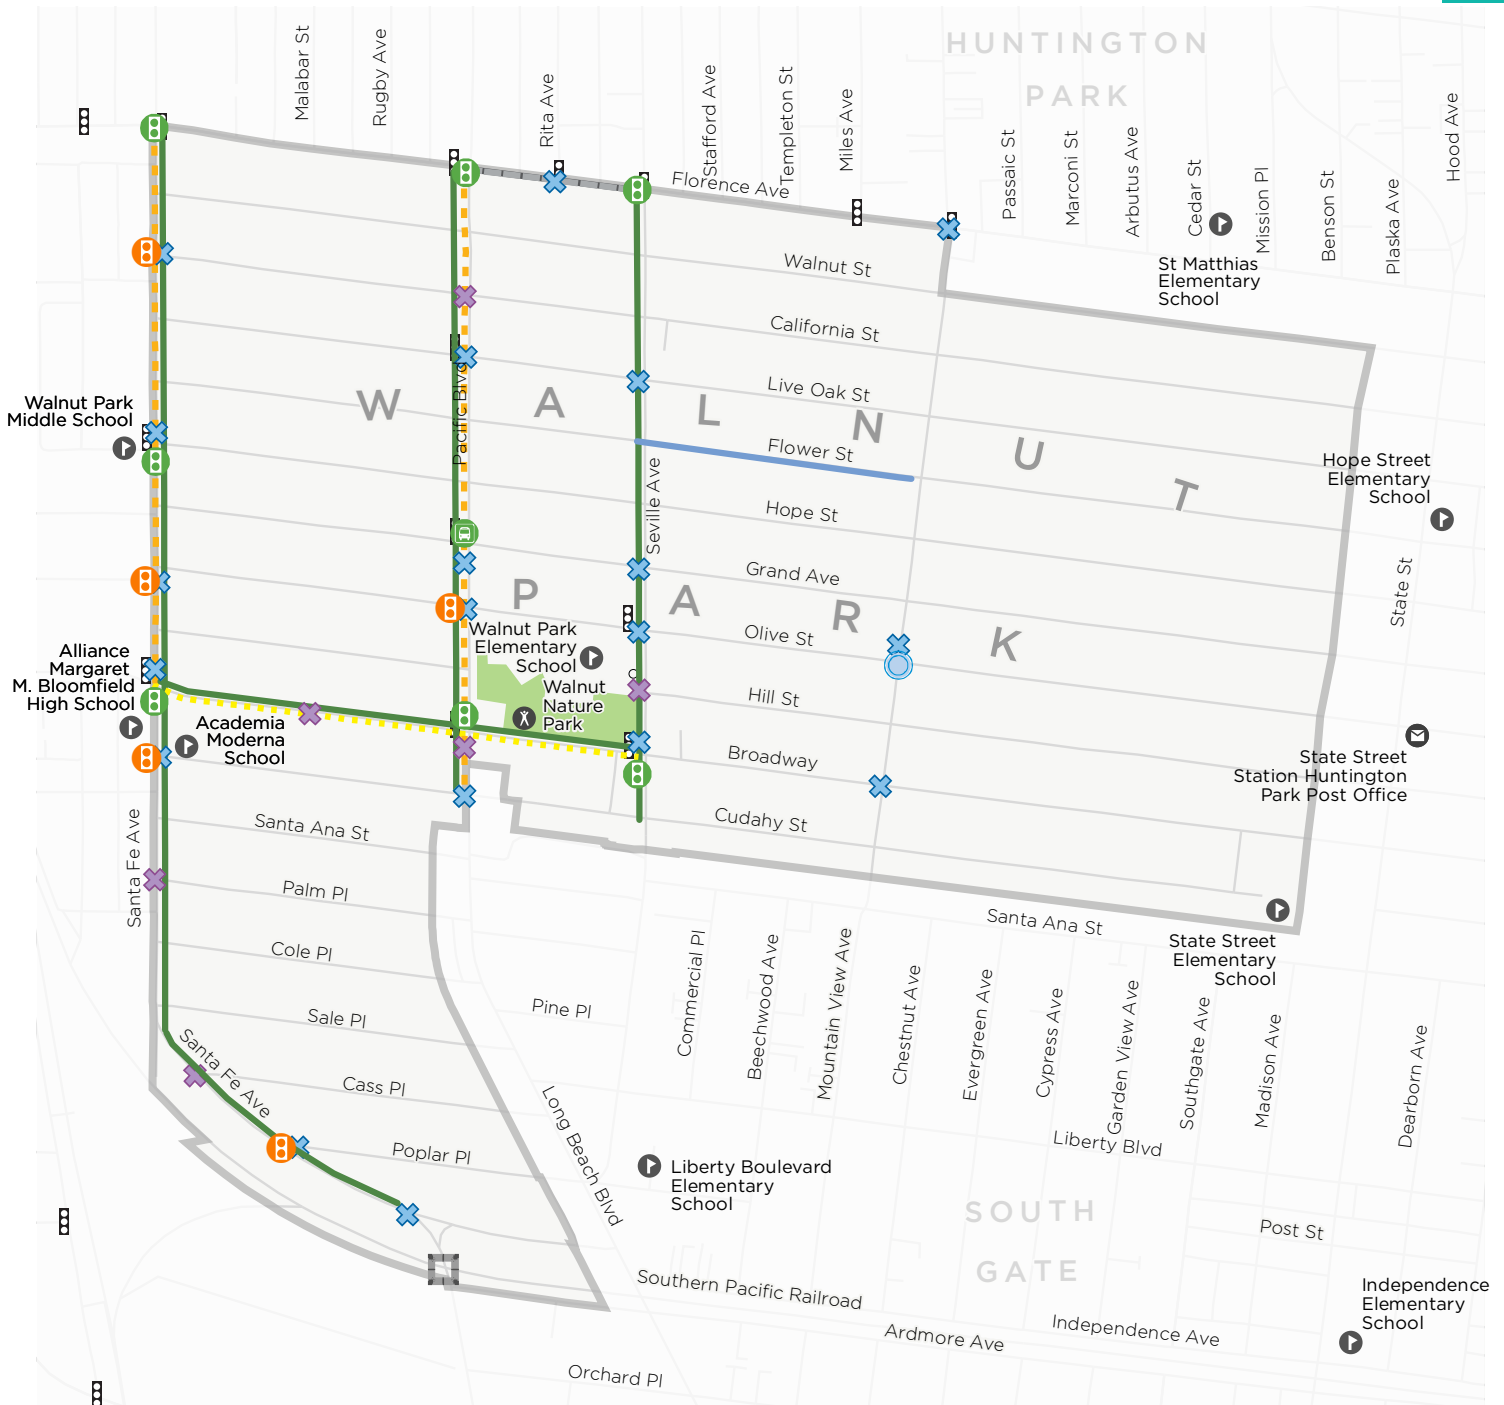 HUNTINGTON
PARK
Malabar St
Rugby Ave
Rita Ave
Stafford Ave
Templeton St
Miles Ave
Passaic St
Marconi St
Arbutus Ave
Cedar St
Mission Pl
Benson St
Plaska Ave
Hood Ave
Florence Ave
St Matthias
Elementary
School
Walnut St
California St
Live Oak St
Flower St
Hope St
Grand Ave
Olive St
Hill St
Broadway
Cudahy St
WALNUT
PARK
Walnut Park
Middle School
Pacific Blvd
Seville Ave
Hope Street
Elementary
School
State St
Walnut Park
Elementary
School
Walnut
Nature
Park
Alliance
Margaret
M. Bloomfield
High School
Academia
Moderna
School
State Street
Station Huntington
Park Post Office
Santa Fe Ave
Santa Ana St
Palm Pl
Cole Pl
Sale Pl
Cass Pl
Poplar Pl
Santa Fe Ave
Santa Ana St
State Street
Elementary
School
Pine Pl
Commercial Pl
Beechwood Ave
Mountain View Ave
Chestnut Ave
Evergreen Ave
Cypress Ave
Garden View Ave
Southgate Ave
Madison Ave
Dearborn Ave
Long Beach Blvd
Liberty Blvd
Liberty Boulevard
Elementary
School
SOUTH
GATE
Post St
Southern Pacific Railroad
Ardmore Ave
Independence Ave
Independence
Elementary
School
Orchard Pl